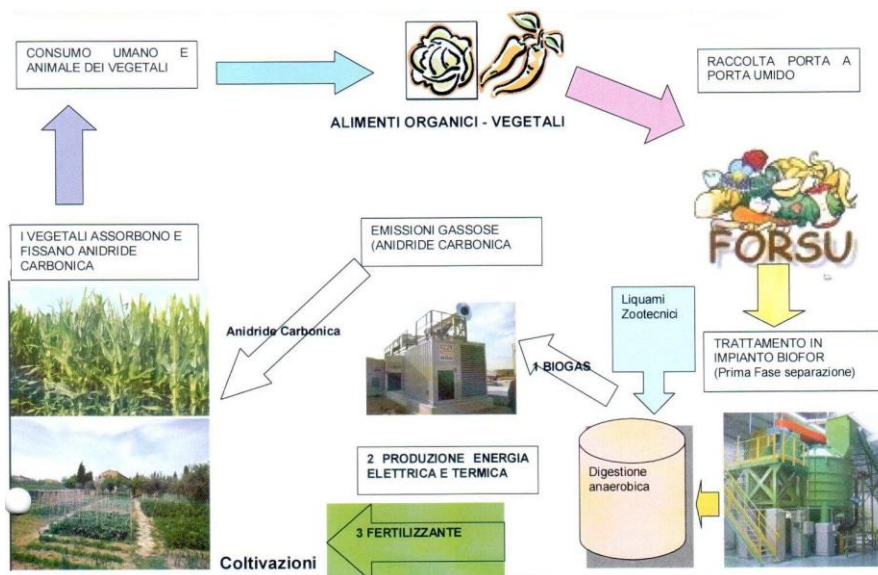 CONSUMO UMANO E
ANIMALE DEI VEGETALI
ALIMENTI ORGANICI - VEGETALI
RACCOLTA PORTA A
PORTA UMIDO
FORSU
I VEGETALI ASSORBONO E
FISSANO ANIDRIDE
CARBONICA
EMISSIONI GASSOSE
(ANIDRIDE CARBONICA
Anidride Carbonica
Liquami
Zootecnici
TRATTAMENTO IN
IMPIANTO BIOFOR
(Prima Fase separazione)
1 BIOGAS
2 PRODUZIONE ENERGIA
ELETTRICA E TERMICA
Digestione
anaerobica
3 FERTILIZZANTE
Coltivazioni